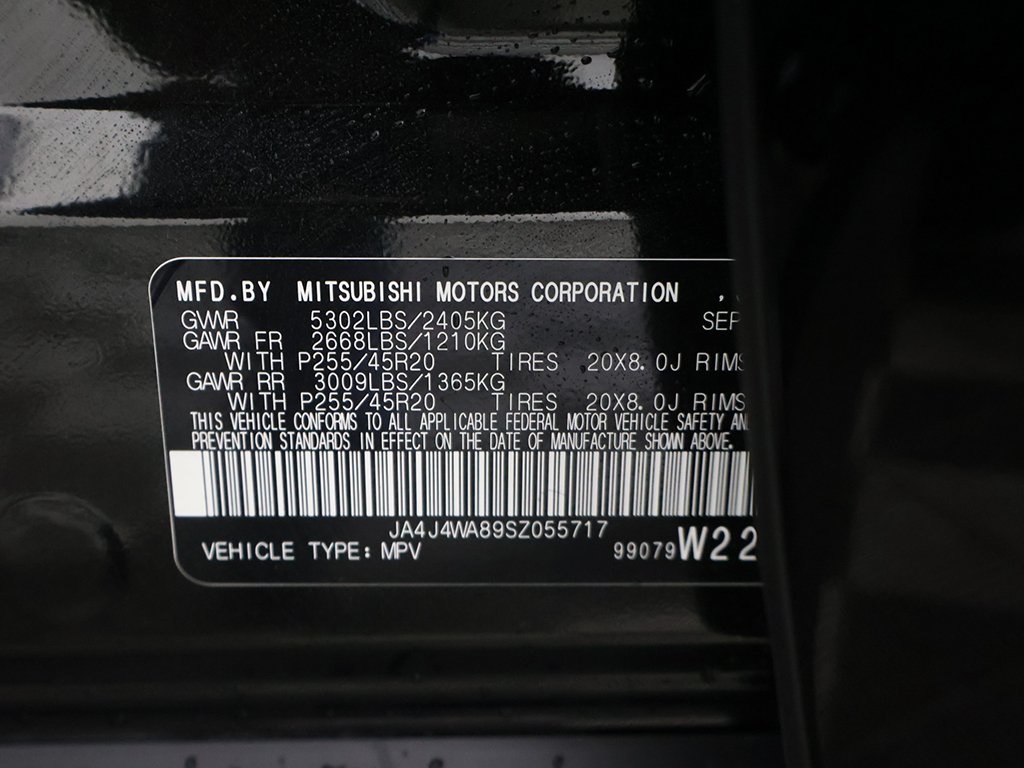 MFD.BY MITSUBISHI MOTORS CORPORATION ,
GVWR 5302LBS/2405KG SEP
GAWR FR 2668LBS/1210KG
WITH P255/45R20 TIRES 20X8.0J RIMS
GAWR RR 3009LBS/1365KG
WITH P255/45R20 TIRES 20X8.0J RIMS
THIS VEHICLE CONFORMS TO ALL APPLICABLE FEDERAL MOTOR VEHICLE SAFETY AN
PREVENTION STANDARDS IN EFFECT ON THE DATE OF MANUFACTURE SHOWN ABOVE.
JA4J4WA89SZ055717
VEHICLE TYPE: MPV 99079 W22